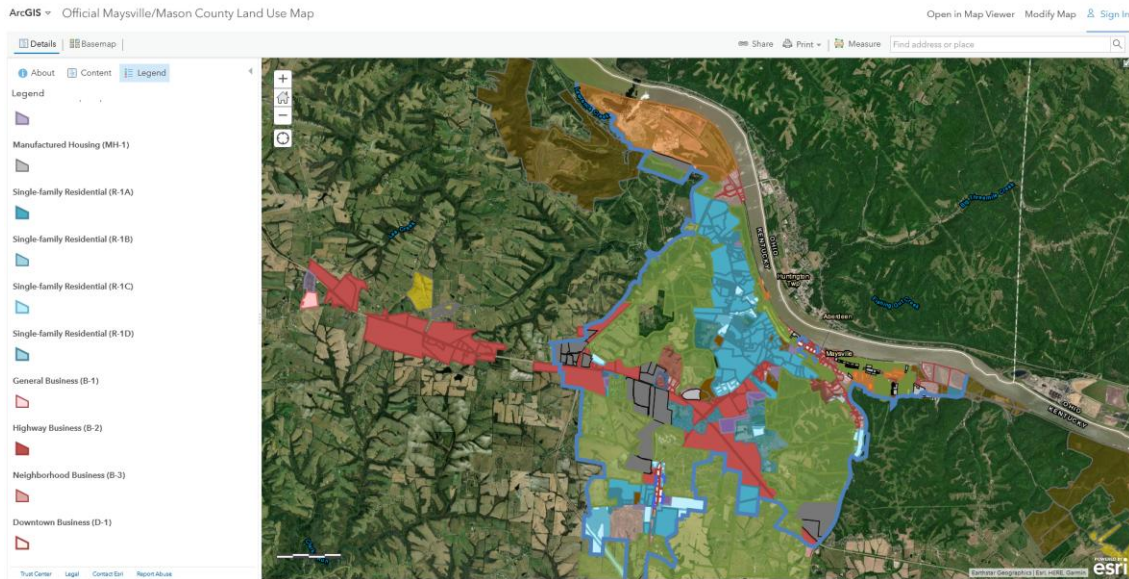 ArcGIS Official Maysville/Mason County Land Use Map
Open in Map Viewer Modify Map Sign In
Details Basemap
Share Print Measure Find address or place
About Content Legend
Legend
Manufactured Housing (MH-1)
Single-family Residential (R-1A)
Single-family Residential (R-1B)
Single-family Residential (R-1C)
Single-family Residential (R-1D)
General Business (B-1)
Highway Business (B-2)
Neighborhood Business (B-3)
Downtown Business (D-1)
Trust Center Legal Contact Esri Report Abuse
OHIO
KENTUCKY
Huntington
Twp
Aberdeen
Maysville
OHIO
KENTUCKY
POWERED BY
esri
Earthstar Geographics | Esri, HERE, Garmin